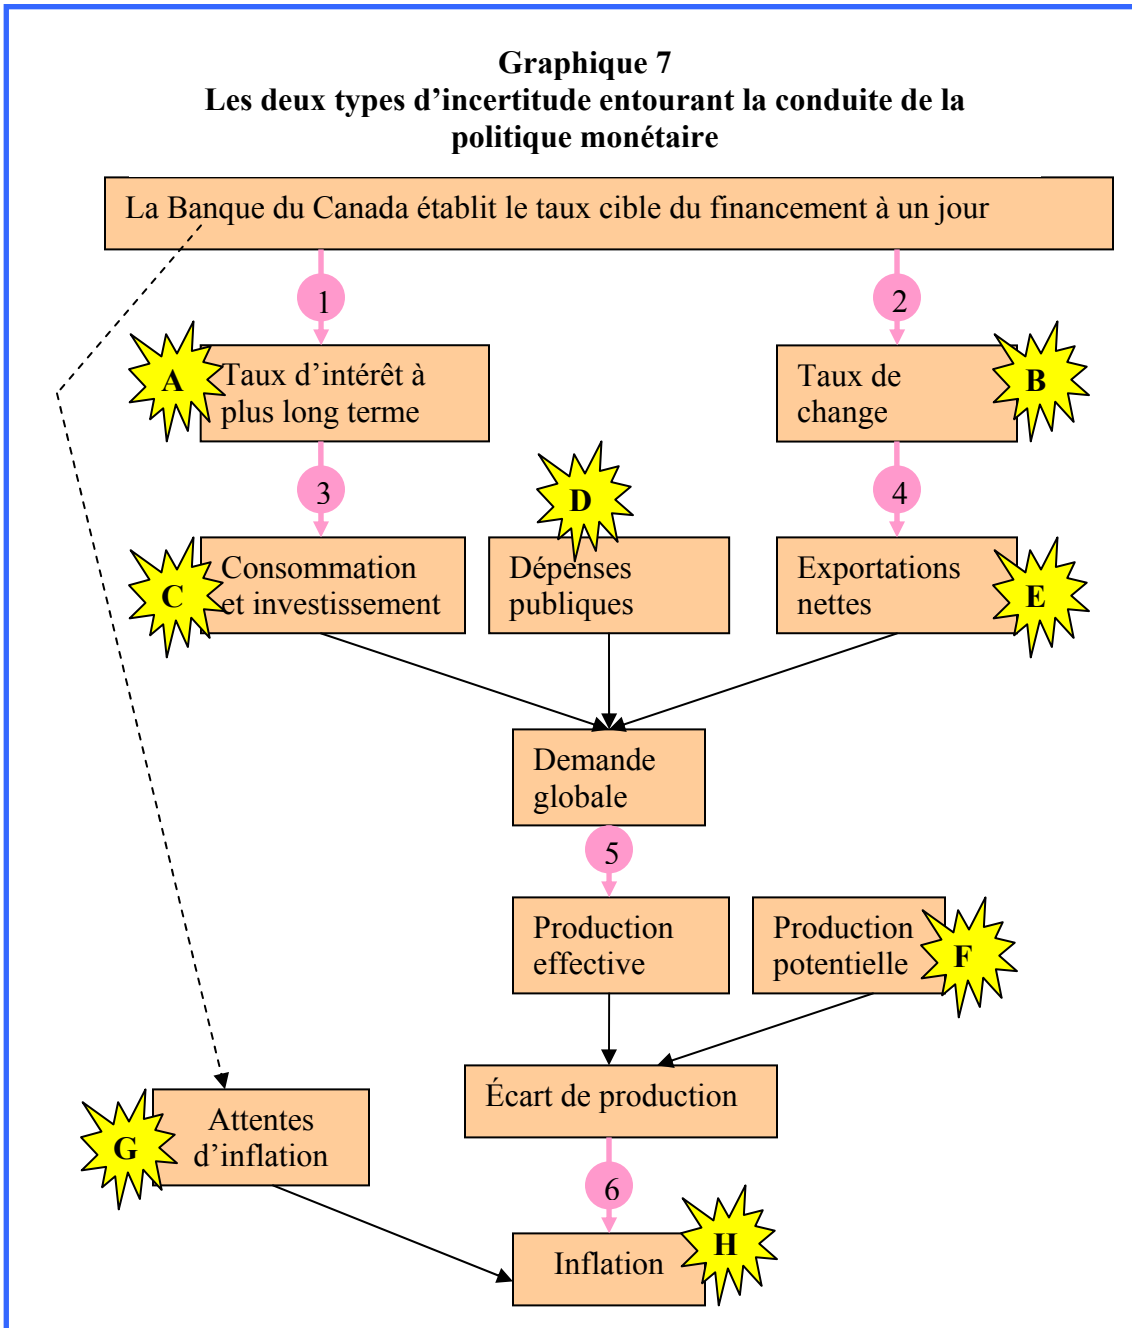 Graphique 7
Les deux types d’incertitude entourant la conduite de la
politique monétaire
La Banque du Canada établit le taux cible du financement à un jour
1
2
A
Taux d’intérêt à
plus long terme
Taux de
change
B
3
D
4
C
Consommation
et investissement
Dépenses
publiques
Exportations
nettes
E
Demande
globale
5
Production
effective
Production
potentielle
F
Écart de production
G
Attentes
d’inflation
6
H
Inflation